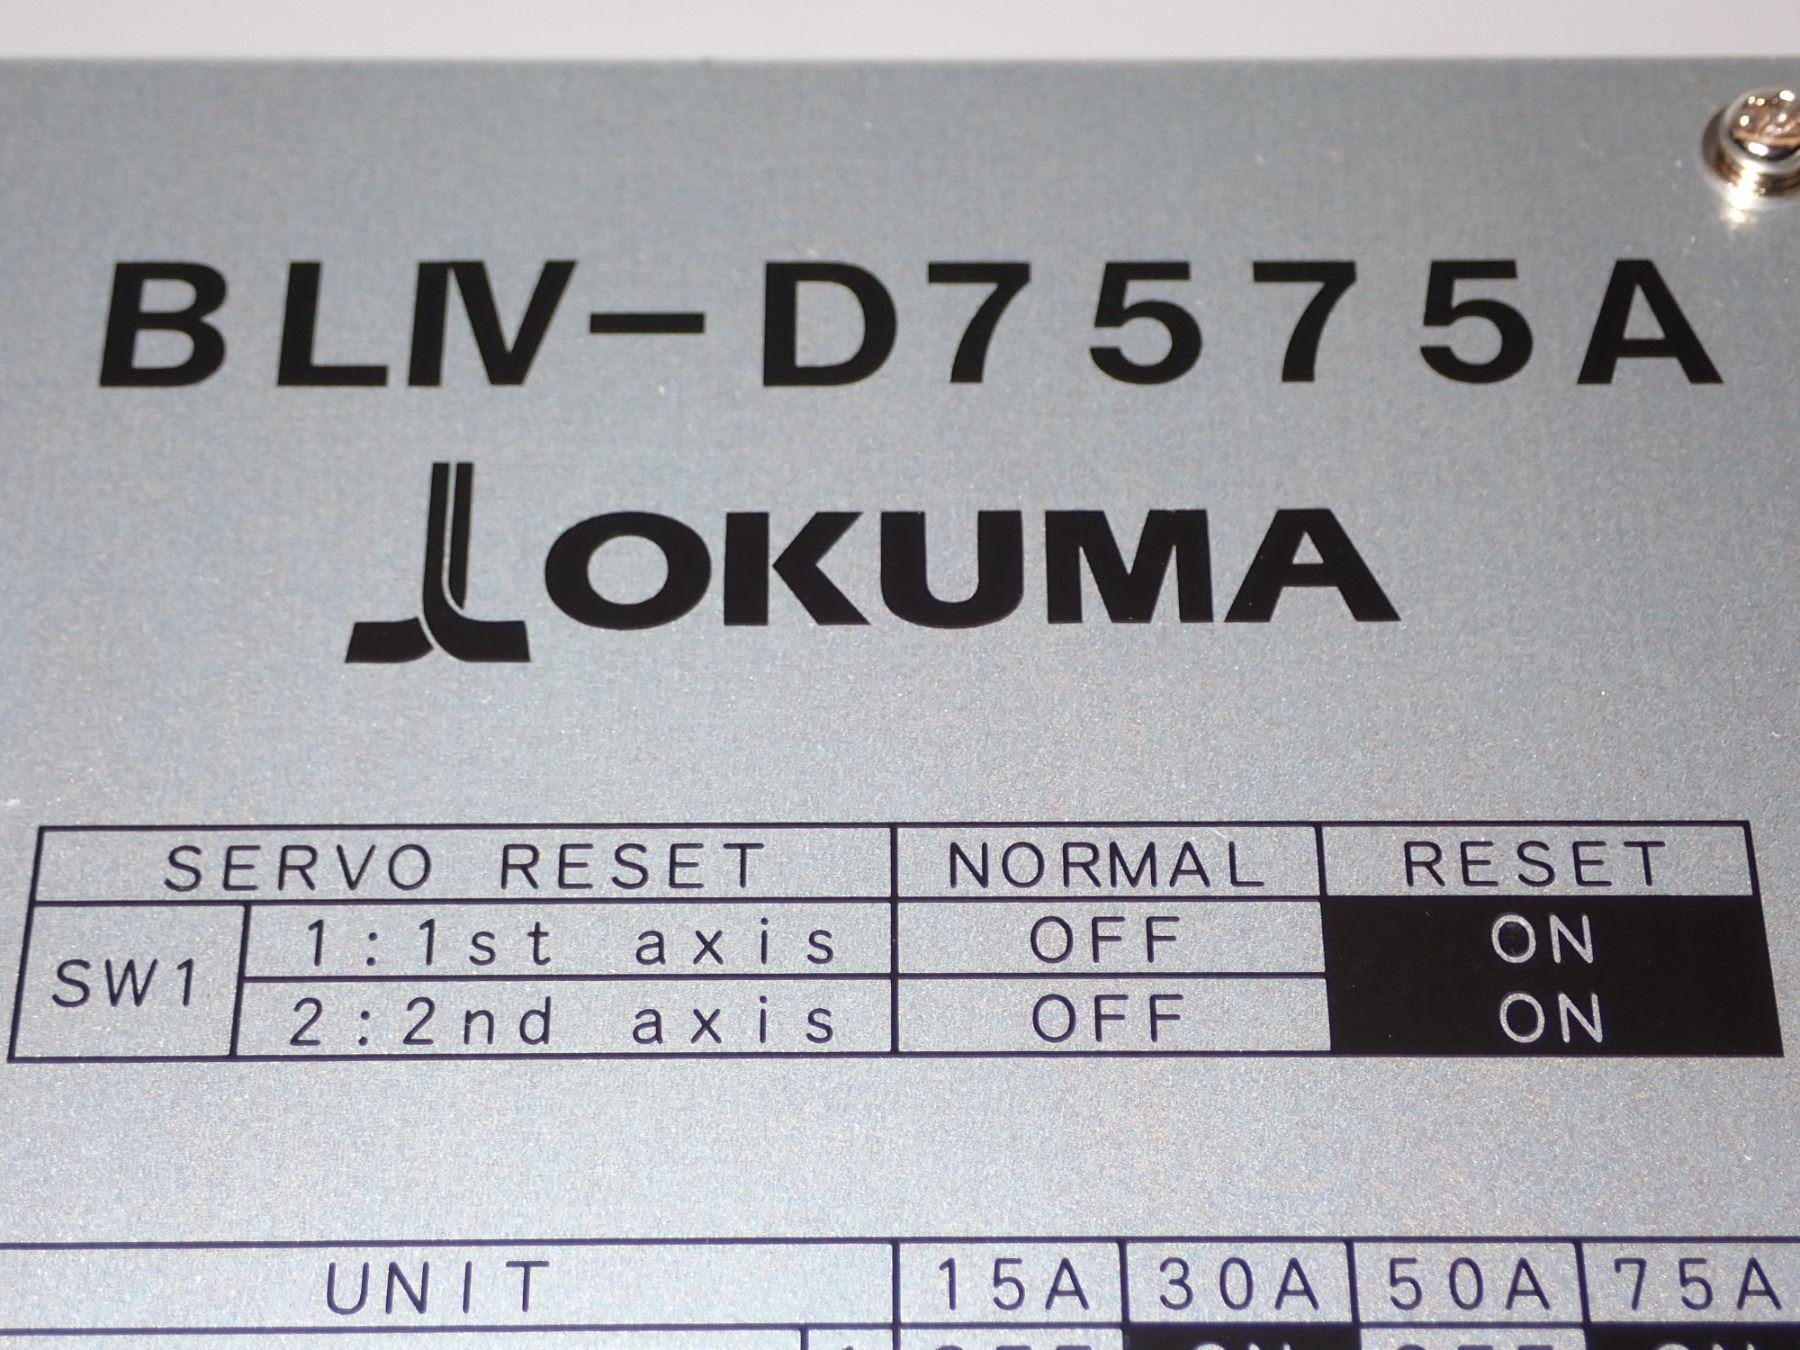 BLIV-D7575A
OKUMA
SERVO RESET NORMAL RESET
SW1 1:1st axis OFF ON
2:2nd axis OFF ON
UNIT 15A 30A 50A 75A